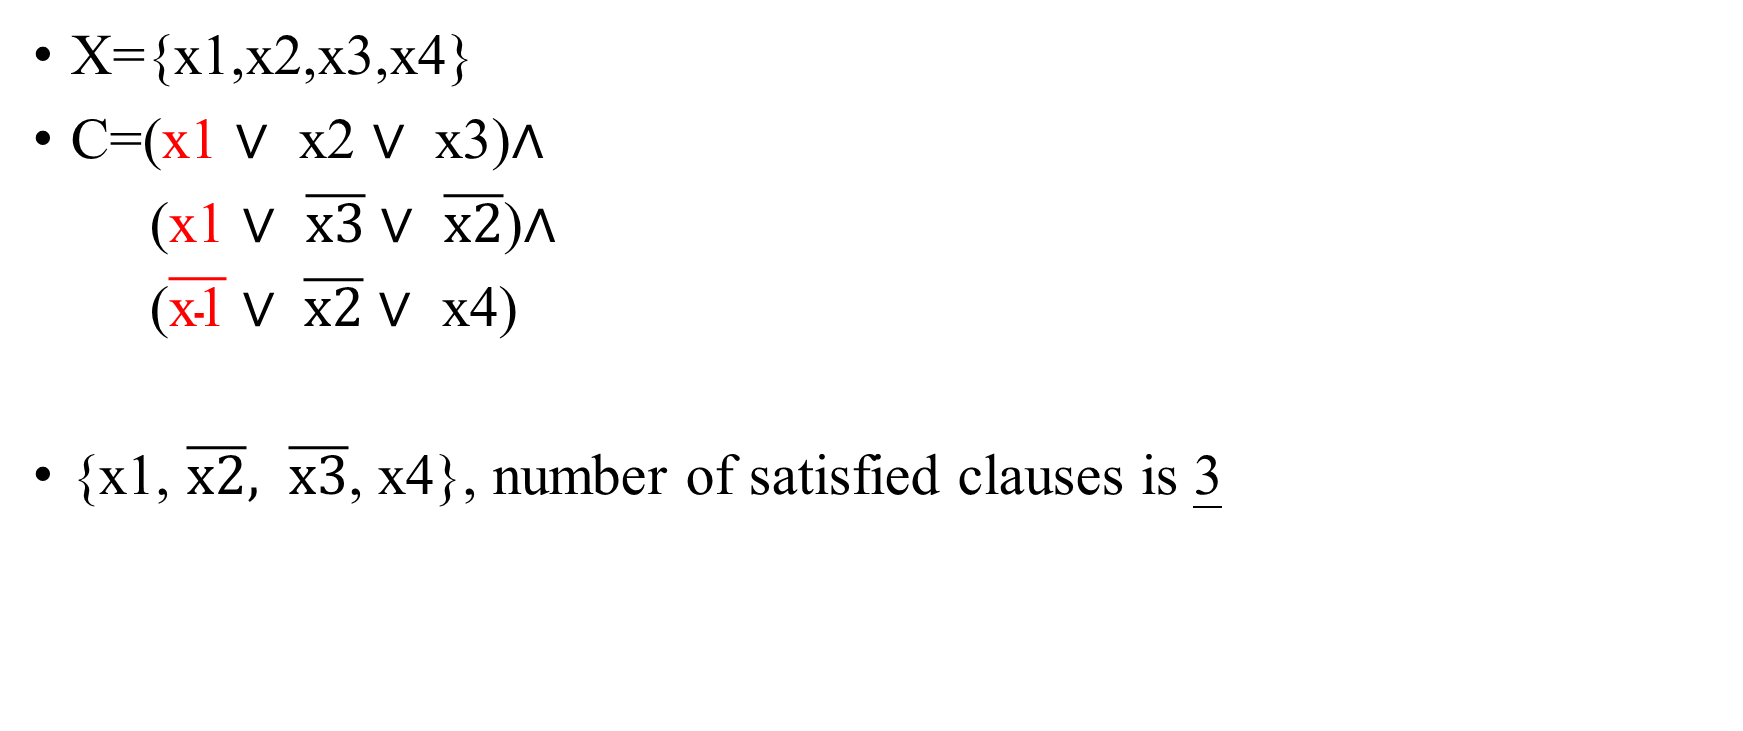 • X={x1,x2,x3,x4}
• C=(x1 ∨ x2 ∨ x3)∧
(x1 ∨ x̅3̅ ∨ x̅2̅)∧
(x̅-̅1̅ ∨ x̅2̅ ∨ x4)
• {x1, x̅2̅, x̅3̅, x4}, number of satisfied clauses is 3